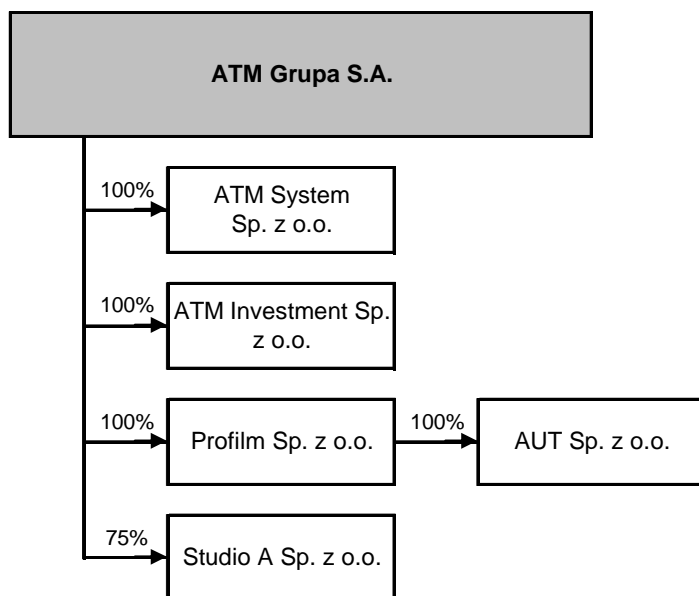 ATM Grupa S.A.
100%
ATM System
Sp. z o.o.
100%
ATM Investment Sp.
z o.o.
100%
Profilm Sp. z o.o.
100%
AUT Sp. z o.o.
75%
Studio A Sp. z o.o.